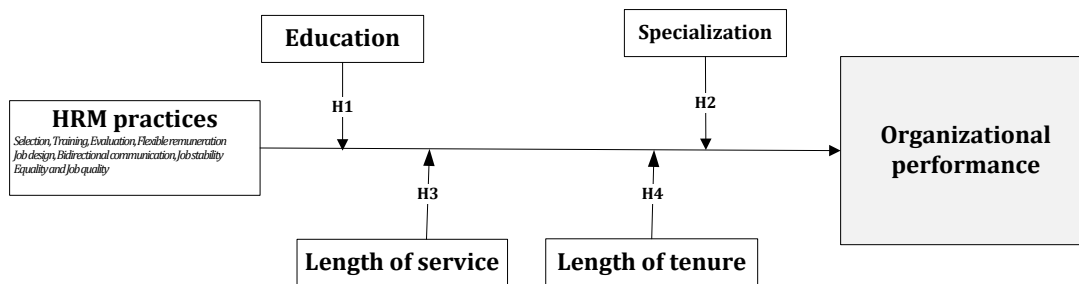 Education
Specialization
H1
H2
HRM practices
Selection, Training, Evaluation, Flexible remuneration
Job design, Bidirectional communication, Job stability
Equality and Job quality
Organizational
performance
H3
H4
Length of service
Length of tenure